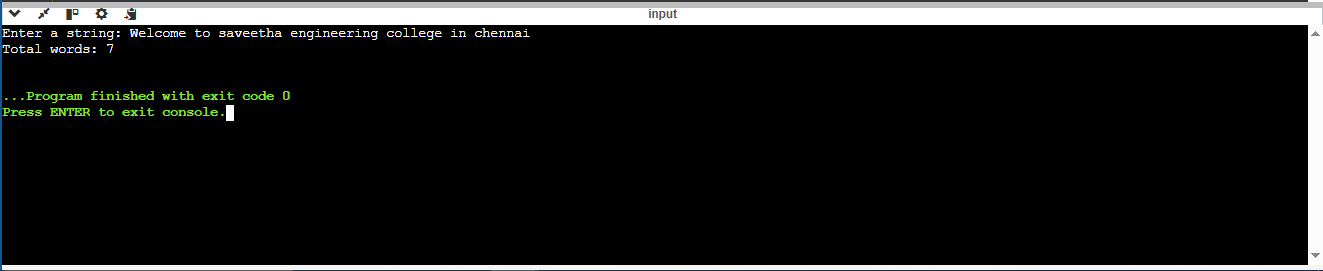 input
Enter a string: Welcome to saveetha engineering college in chennai
Total words: 7
...Program finished with exit code 0
Press ENTER to exit console.